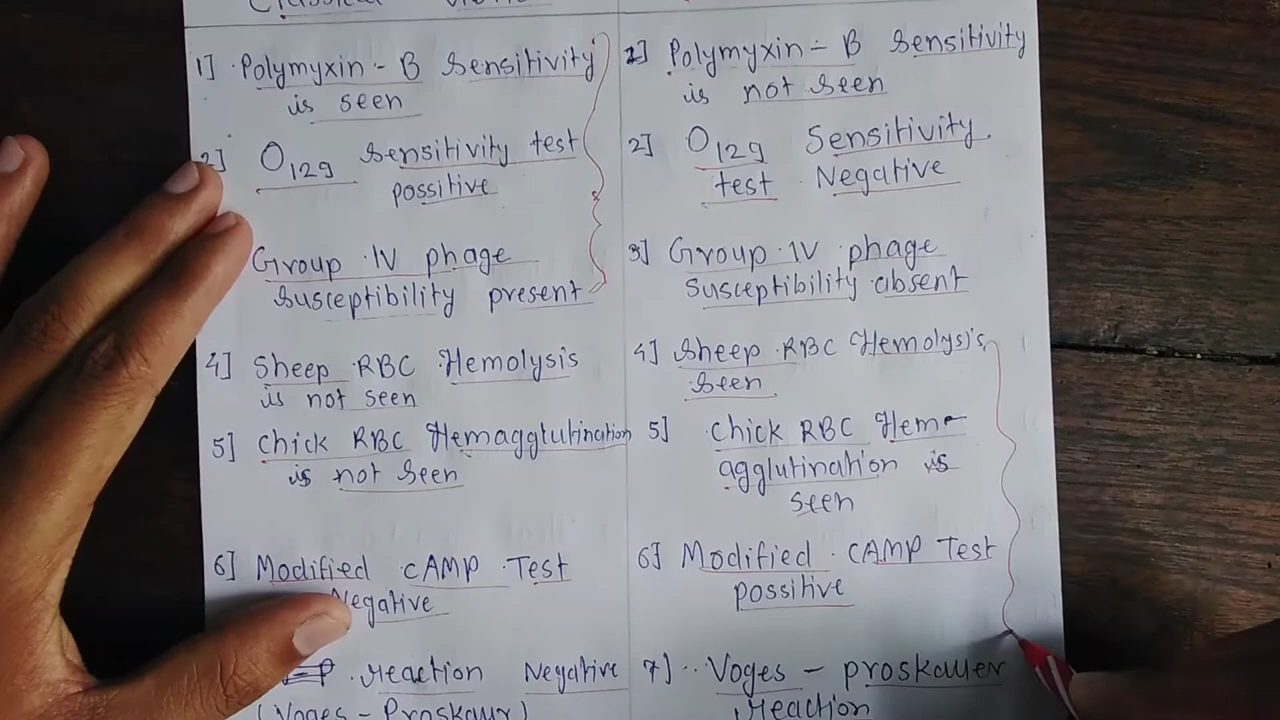 1] Polymyxin - B Sensitivity
is seen
2] O129 Sensitivity test
possitive
Group IV phage
Susceptibility present
4] Sheep RBC Hemolysis
is not seen
5] Chick RBC Hemagglutination
is not seen
6] Modified CAMP Test
Negative
reaction Negative
(Voges - Proskaur)
1] Polymyxin - B Sensitivity
is not seen
2] O129 Sensitivity
test Negative
3] Group IV phage
Susceptibility absent
4] Sheep RBC Hemolysis
Seen
5] Chick RBC Hem-
agglutination is
seen
6] Modified CAMP Test
possitive
7] Voges - proskauer
reaction